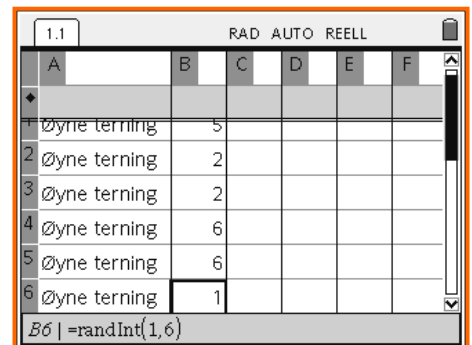 1.1 RAD AUTO REELL
A B C D E F
◆
1 Øyne terning 5
2 Øyne terning 2
3 Øyne terning 2
4 Øyne terning 6
5 Øyne terning 6
6 Øyne terning 1
B6 | =randInt(1,6)